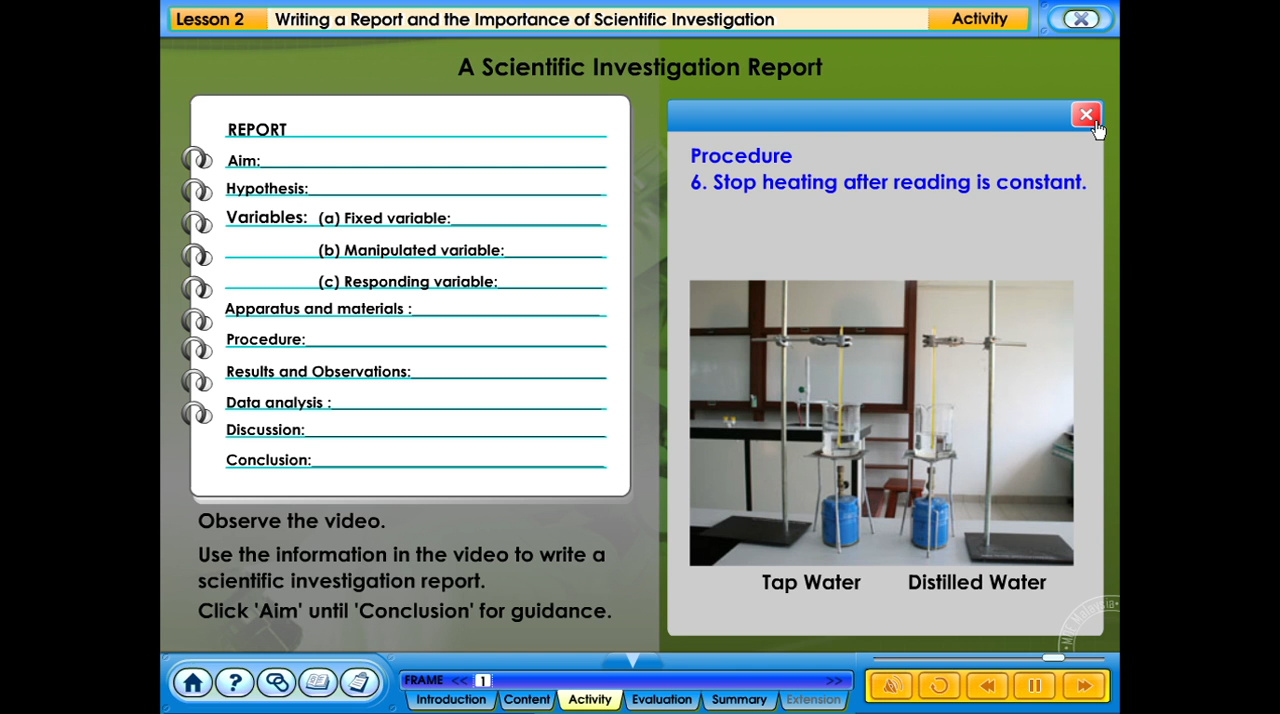 Lesson 2 Writing a Report and the Importance of Scientific Investigation Activity
A Scientific Investigation Report
REPORT
Aim:
Hypothesis:
Variables: (a) Fixed variable:
(b) Manipulated variable:
(c) Responding variable:
Apparatus and materials :
Procedure:
Results and Observations:
Data analysis :
Discussion:
Conclusion:
Observe the video.
Use the information in the video to write a
scientific investigation report.
Click 'Aim' until 'Conclusion' for guidance.
Procedure
6. Stop heating after reading is constant.
Tap Water Distilled Water
FRAME << 1 >>
Introduction Content Activity Evaluation Summary Extension